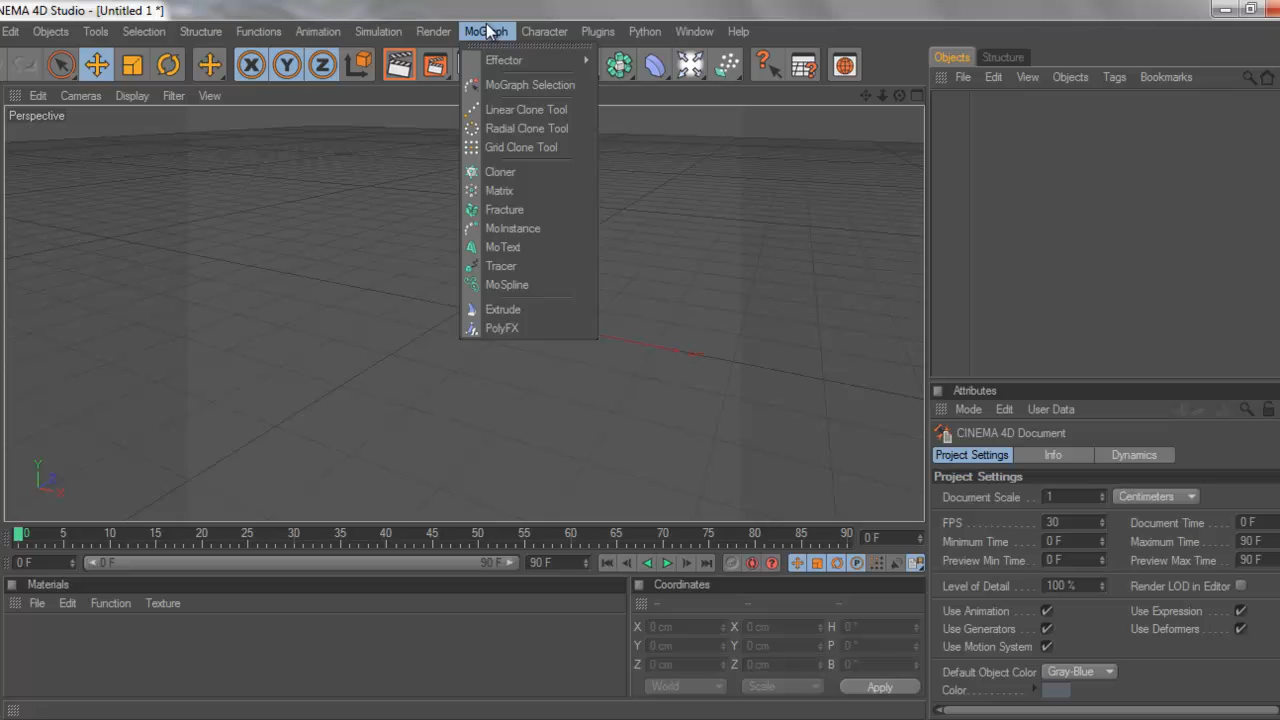 CINEMA 4D Studio - [Untitled 1 *]
Edit Objects Tools Selection Structure Functions Animation Simulation Render MoGraph Character Plugins Python Window Help
Edit Cameras Display Filter View
Perspective
Effector
MoGraph Selection
Linear Clone Tool
Radial Clone Tool
Grid Clone Tool
Cloner
Matrix
Fracture
MoInstance
MoText
Tracer
MoSpline
Extrude
PolyFX
Objects Structure
File Edit View Objects Tags Bookmarks
Attributes
Mode Edit User Data
CINEMA 4D Document
Project Settings Info Dynamics
Project Settings
Document Scale . . 1 Centimeters
FPS 30 Document Time 0 F
Minimum Time 0 F Maximum Time 90 F
Preview Min Time 0 F Preview Max Time 90 F
Level of Detail 100 % Render LOD in Editor
Use Animation Use Expression
Use Generators Use Deformers
Use Motion System
Default Object Color Gray-Blue
Color
Y
X
0 5 10 15 20 25 30 35 40 45 50 55 60 65 70 75 80 85 90 0 F
0 F 0 F 90 F 90 F
Materials
File Edit Function Texture
Coordinates
-- -- --
X 0 cm X 0 cm H 0 °
Y 0 cm Y 0 cm P 0 °
Z 0 cm Z 0 cm B 0 °
World Scale Apply